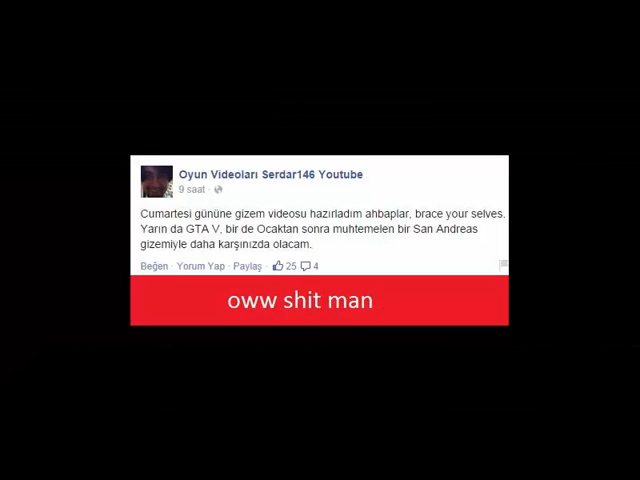 Oyun Videoları Serdar146 Youtube
9 saat ·
Cumartesi gününe gizem videosu hazırladım ahbaplar, brace your selves.
Yarın da GTA V, bir de Ocaktan sonra muhtemelen bir San Andreas
gizemiyle daha karşınızda olacam.
Beğen · Yorum Yap · Paylaş · 25 4
oww shit man